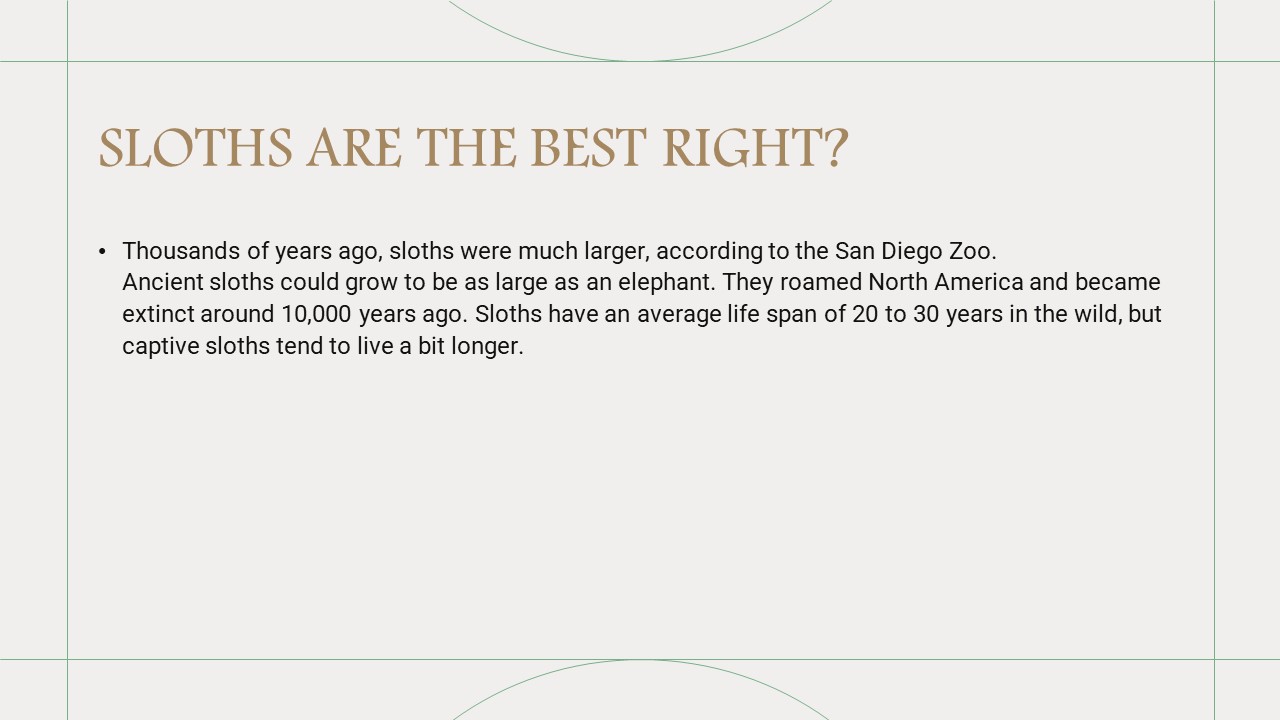 SLOTHS ARE THE BEST RIGHT?
• Thousands of years ago, sloths were much larger, according to the San Diego Zoo.
Ancient sloths could grow to be as large as an elephant. They roamed North America and became
extinct around 10,000 years ago. Sloths have an average life span of 20 to 30 years in the wild, but
captive sloths tend to live a bit longer.